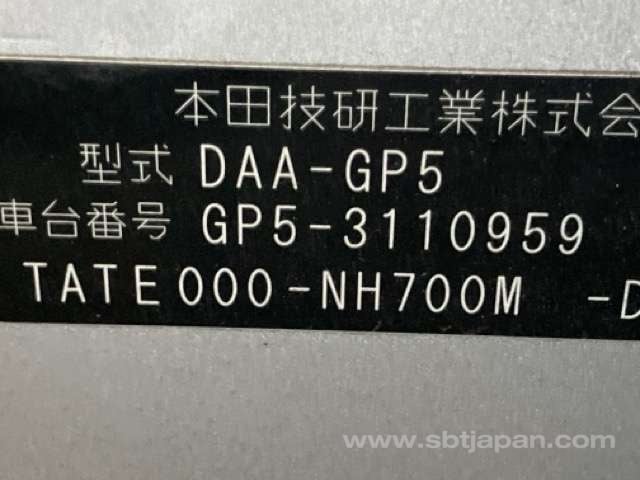 本田技研工業株式会
型式 DAA-GP5
車台番号 GP5-3110959
TATE000-NH700M -D
www.sbtjapan.com